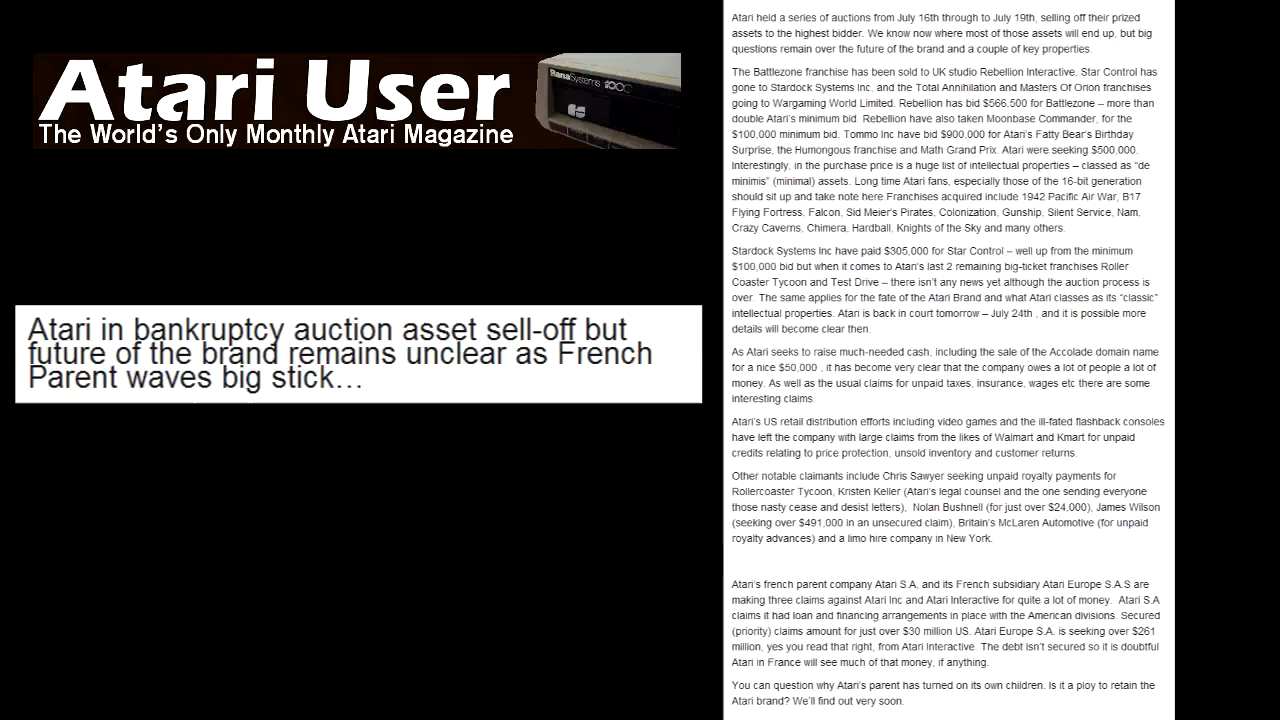 Atari User
The World's Only Monthly Atari Magazine
RanaSystems 1000
Atari in bankruptcy auction asset sell-off but
future of the brand remains unclear as French
Parent waves big stick…
Atari held a series of auctions from July 16th through to July 19th, selling off their prized
assets to the highest bidder. We know now where most of those assets will end up, but big
questions remain over the future of the brand and a couple of key properties.
The Battlezone franchise has been sold to UK studio Rebellion Interactive, Star Control has
gone to Stardock Systems Inc, and the Total Annihilation and Masters Of Orion franchises
going to Wargaming World Limited. Rebellion has bid $566.500 for Battlezone – more than
double Atari's minimum bid. Rebellion have also taken Moonbase Commander, for the
$100,000 minimum bid. Tommo Inc have bid $900,000 for Atari's Fatty Bear's Birthday
Surprise, the Humongous franchise and Math Grand Prix. Atari were seeking $500,000.
Interestingly, in the purchase price is a huge list of intellectual properties – classed as "de
minimis" (minimal) assets. Long time Atari fans, especially those of the 16-bit generation
should sit up and take note here Franchises acquired include 1942 Pacific Air War, B17
Flying Fortress, Falcon, Sid Meier's Pirates, Colonization, Gunship, Silent Service, Nam,
Crazy Caverns, Chimera, Hardball, Knights of the Sky and many others.
Stardock Systems Inc have paid $305,000 for Star Control – well up from the minimum
$100,000 bid but when it comes to Atari's last 2 remaining big-ticket franchises Roller
Coaster Tycoon and Test Drive – there isn't any news yet although the auction process is
over. The same applies for the fate of the Atari Brand and what Atari classes as its "classic"
intellectual properties. Atari is back in court tomorrow – July 24th , and it is possible more
details will become clear then.
As Atari seeks to raise much-needed cash, including the sale of the Accolade domain name
for a nice $50,000 , it has become very clear that the company owes a lot of people a lot of
money. As well as the usual claims for unpaid taxes, insurance, wages etc there are some
interesting claims.
Atari's US retail distribution efforts including video games and the ill-fated flashback consoles
have left the company with large claims from the likes of Walmart and Kmart for unpaid
credits relating to price protection, unsold inventory and customer returns.
Other notable claimants include Chris Sawyer seeking unpaid royalty payments for
Rollercoaster Tycoon, Kristen Keller (Atari's legal counsel and the one sending everyone
those nasty cease and desist letters), Nolan Bushnell (for just over $24,000), James Wilson
(seeking over $491,000 in an unsecured claim), Britain's McLaren Automotive (for unpaid
royalty advances) and a limo hire company in New York.
Atari's french parent company Atari S.A, and its French subsidiary Atari Europe S.A.S are
making three claims against Atari Inc and Atari Interactive for quite a lot of money. Atari S.A
claims it had loan and financing arrangements in place with the American divisions. Secured
(priority) claims amount for just over $30 million US. Atari Europe S.A. is seeking over $261
million, yes you read that right, from Atari Interactive. The debt isn't secured so it is doubtful
Atari in France will see much of that money, if anything.
You can question why Atari's parent has turned on its own children. Is it a ploy to retain the
Atari brand? We'll find out very soon.